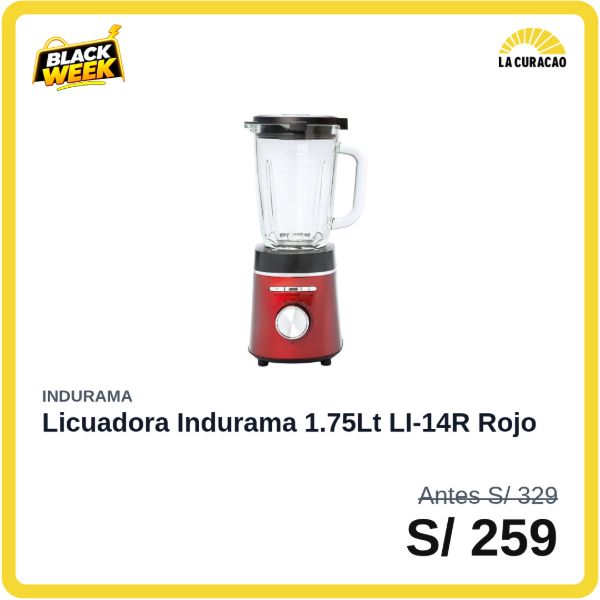 BLACK
WEEK
LA CURACAO
INDURAMA
Licuadora Indurama 1.75Lt LI-14R Rojo
Antes S/ 329
S/ 259